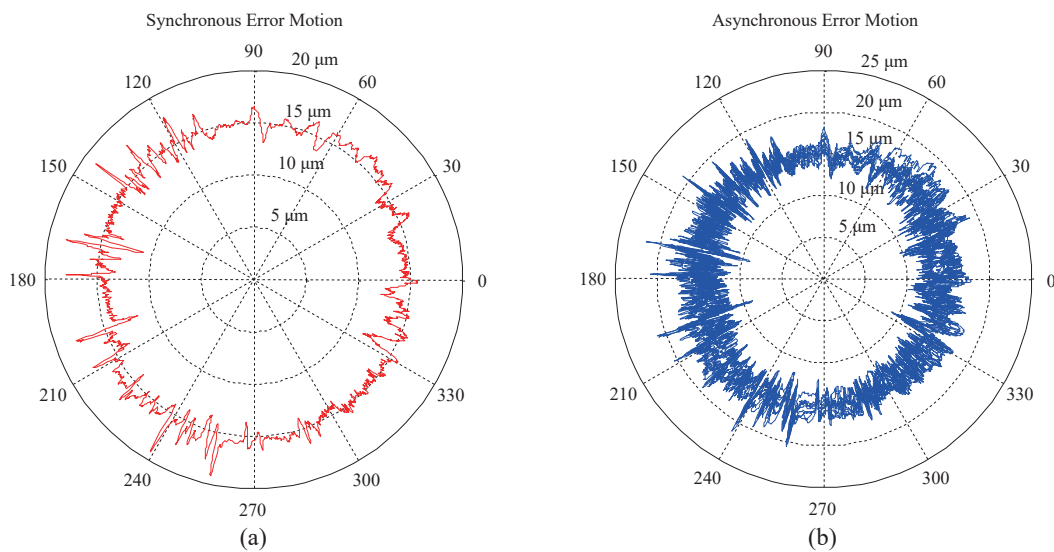 Synchronous Error Motion
90
20 μm
120
60
15 μm
150
10 μm
30
5 μm
180
0
210
330
240
300
270
(a)
Asynchronous Error Motion
90
25 μm
120
60
20 μm
15 μm
150
30
10 μm
5 μm
180
0
210
330
240
300
270
(b)